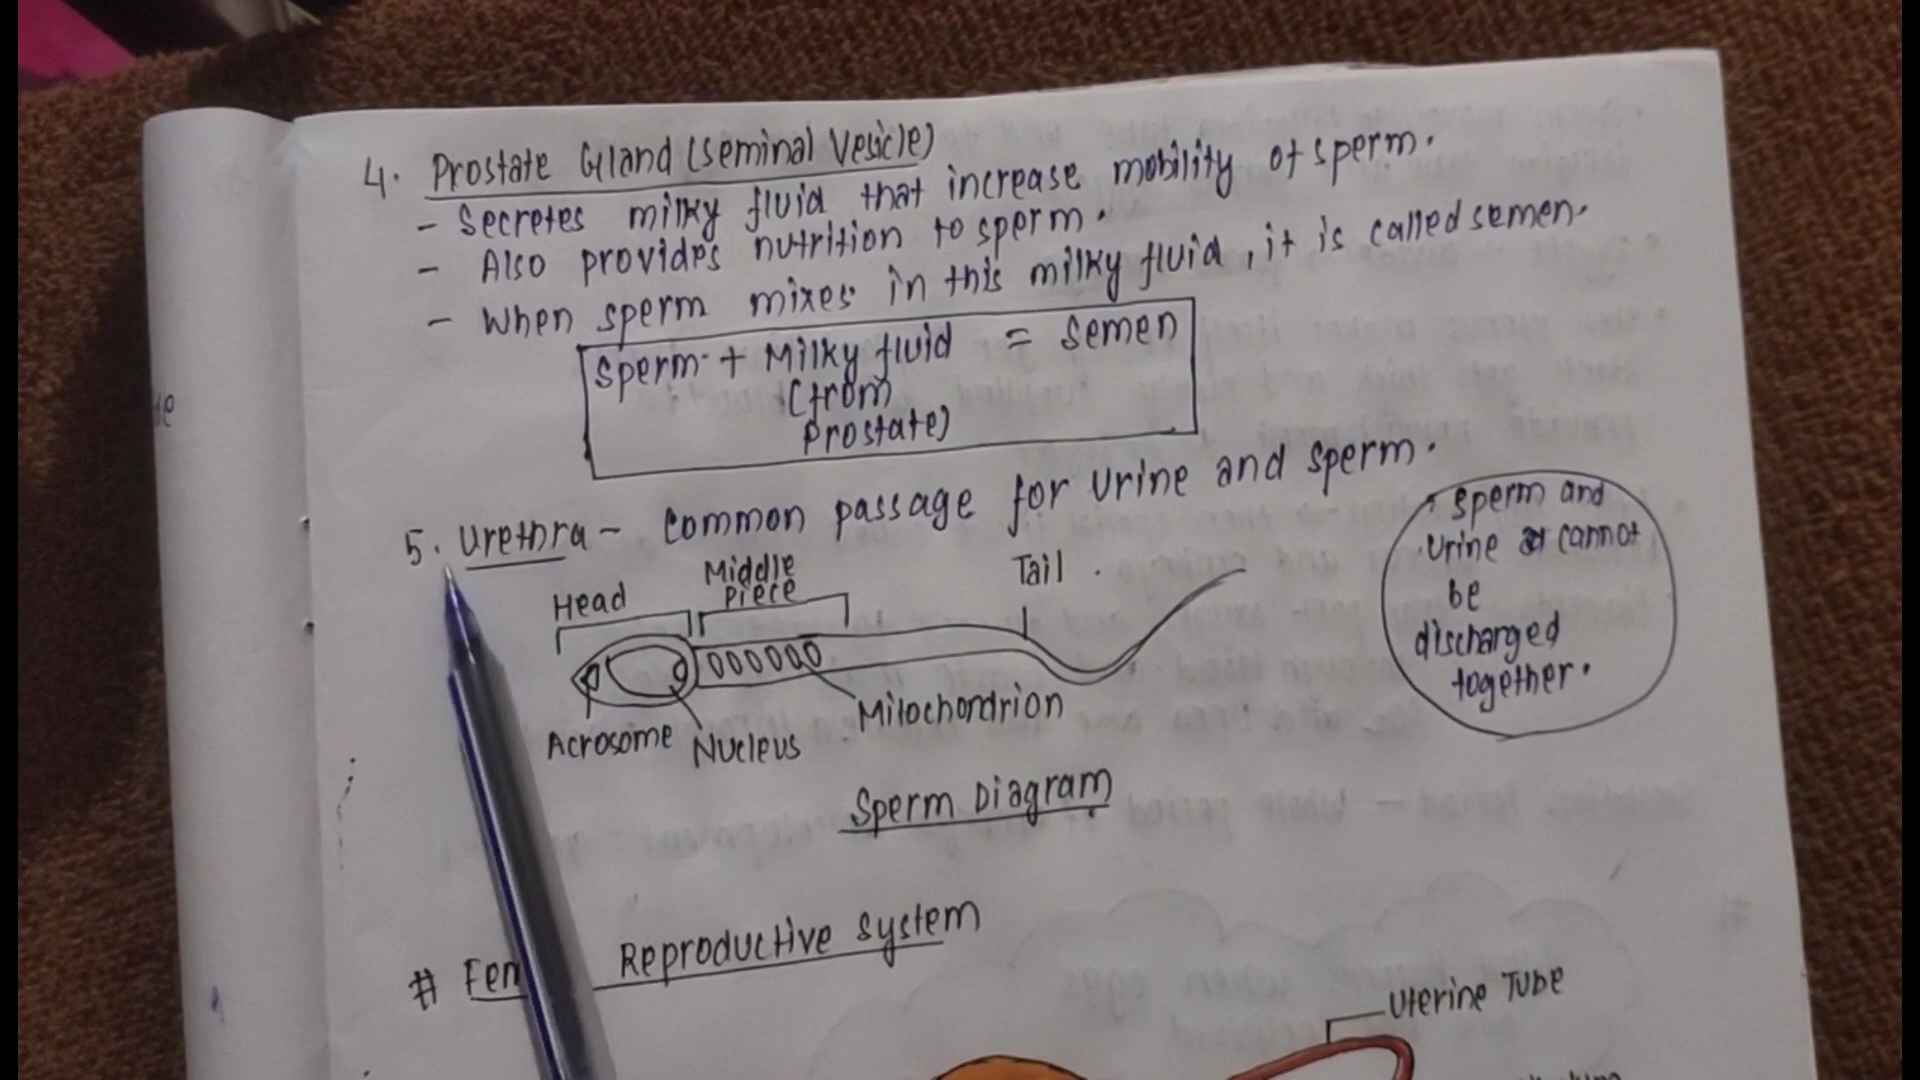 4. Prostate Gland (Seminal Vesicle)
- Secretes milky fluid that increase mobility of sperm.
- Also provides nutrition to sperm.
- When sperm mixes in this milky fluid, it is called semen.
Sperm + Milky fluid = Semen
(from
Prostate)
5. Urethra - Common passage for Urine and Sperm.
Sperm and
Urine cannot
be
discharged
together.
Head
Middle
Piece
Tail
Mitochondrion
Acrosome
Nucleus
Sperm Diagram
# Fem Reproductive System
Uterine Tube